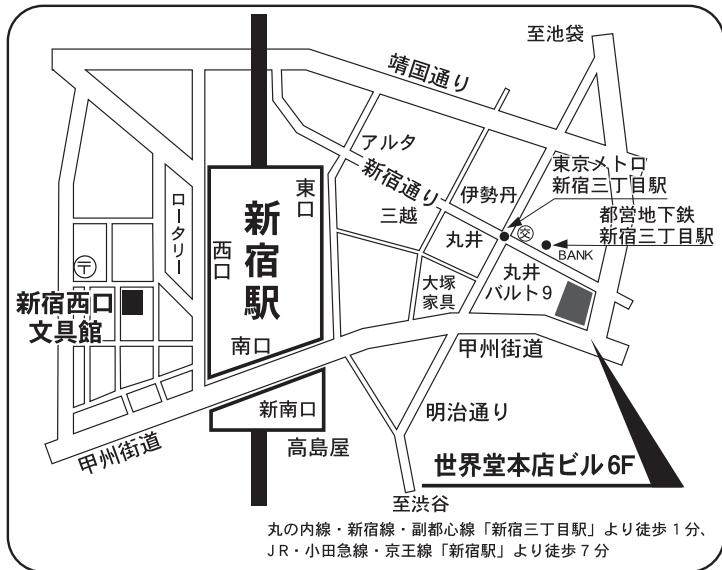 至池袋
靖国通り
アルタ
新宿通り
伊勢丹
東京メトロ
新宿三丁目駅
都営地下鉄
新宿三丁目駅
三越
丸井
交
BANK
丸井
バルト9
大塚
家具
東口
西口
新宿駅
南口
新南口
ロータリー
〒
新宿西口
文具館
甲州街道
甲州街道
明治通り
高島屋
世界堂本店ビル6F
至渋谷
丸の内線・新宿線・副都心線「新宿三丁目駅」より徒歩1分、
JR・小田急線・京王線「新宿駅」より徒歩7分